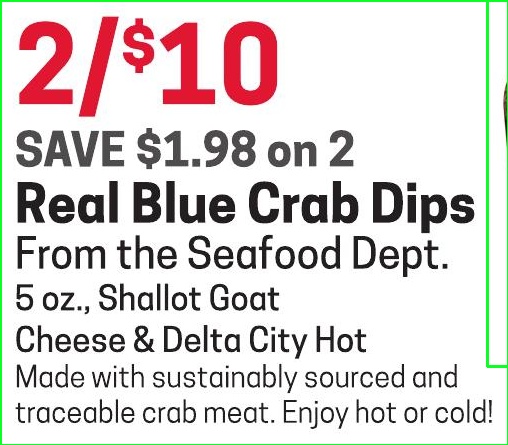 2/$10
SAVE $1.98 on 2
Real Blue Crab Dips
From the Seafood Dept.
5 oz., Shallot Goat
Cheese & Delta City Hot
Made with sustainably sourced and
traceable crab meat. Enjoy hot or cold!